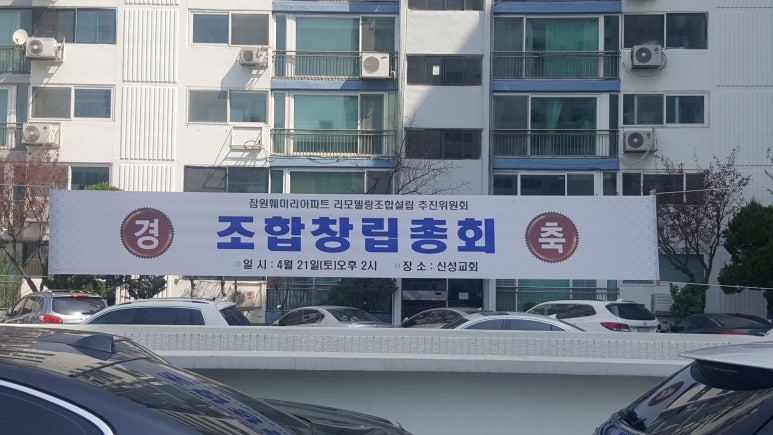 잠원훼미리아파트 리모델링조합설립 추진위원회
경 조합창립총회 축
○일 시 : 4월 21일(토)오후 2시 ○장 소 : 신성교회